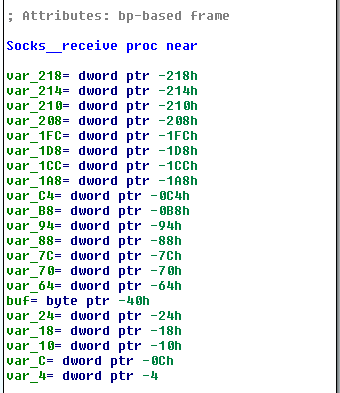 ; Attributes: bp-based frame
Socks__receive proc near
var_218= dword ptr -218h
var_214= dword ptr -214h
var_210= dword ptr -210h
var_208= dword ptr -208h
var_1FC= dword ptr -1FCh
var_1D8= dword ptr -1D8h
var_1CC= dword ptr -1CCh
var_1A8= dword ptr -1A8h
var_C4= dword ptr -0C4h
var_B8= dword ptr -0B8h
var_94= dword ptr -94h
var_88= dword ptr -88h
var_7C= dword ptr -7Ch
var_70= dword ptr -70h
var_64= dword ptr -64h
buf= byte ptr -40h
var_24= dword ptr -24h
var_18= dword ptr -18h
var_10= dword ptr -10h
var_C= dword ptr -0Ch
var_4= dword ptr -4